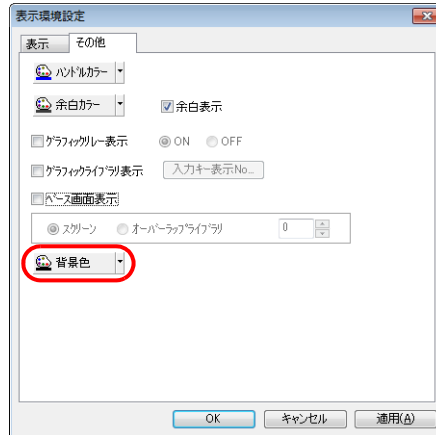 表示環境設定
表示 その他
ﾊﾝﾄﾞﾙｶﾗｰ
余白ｶﾗｰ 余白表示
ｸﾞﾗﾌｨｯｸﾘﾚｰ表示 ON OFF
ｸﾞﾗﾌｨｯｸﾗｲﾌﾞﾗﾘ表示 入力ｷｰ表示No...
ﾍﾞｰｽ画面表示
ｽｸﾘｰﾝ ｵｰﾊﾞｰﾗｯﾌﾟﾗｲﾌﾞﾗﾘ 0
背景色
OK キャンセル 適用(A)